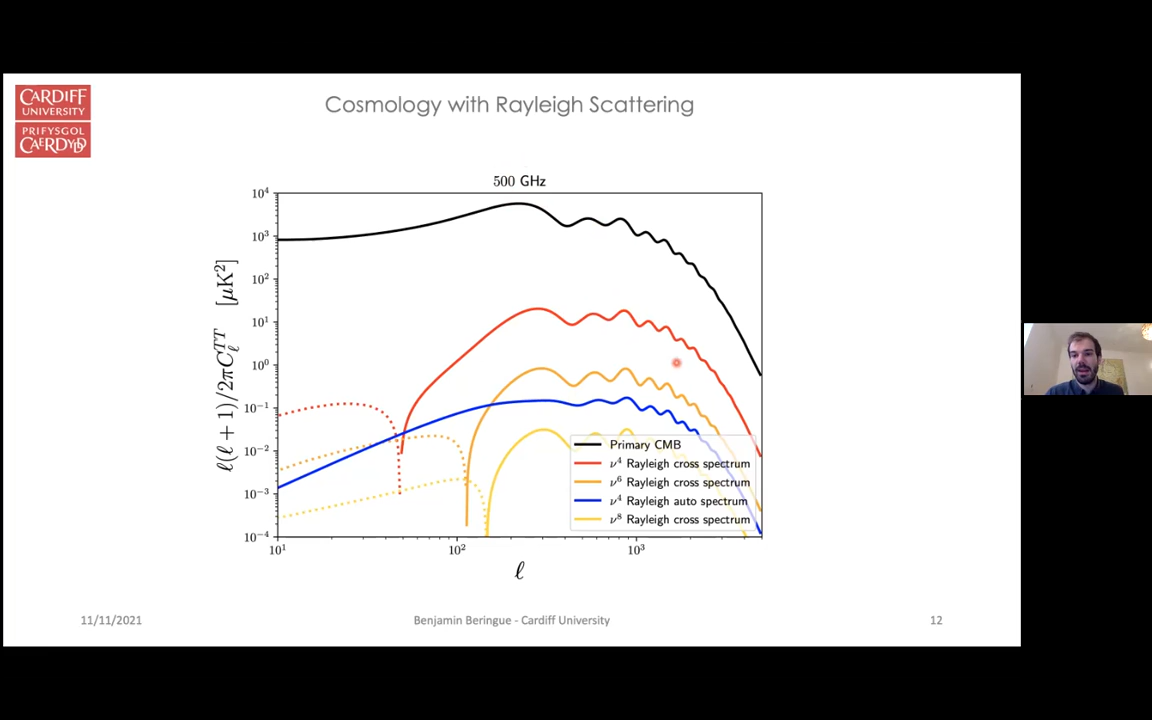 CARDIFF
UNIVERSITY
PRIFYSGOL
CAERDYDD
Cosmology with Rayleigh Scattering
500 GHz
10⁴
10³
10²
10¹
10⁰
10⁻¹
10⁻²
10⁻³
10⁻⁴
ℓ(ℓ + 1)/2πC_ℓ^{TT} [μK²]
Primary CMB
ν⁴ Rayleigh cross spectrum
ν⁶ Rayleigh cross spectrum
ν⁴ Rayleigh auto spectrum
ν⁸ Rayleigh cross spectrum
10¹ 10² 10³
ℓ
11/11/2021 Benjamin Beringue - Cardiff University 12